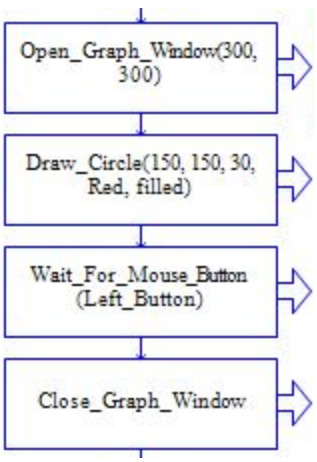 Open_Graph_Window(300,
300)
Draw_Circle(150, 150, 30,
Red, filled)
Wait_For_Mouse_Button
(Left_Button)
Close_Graph_Window